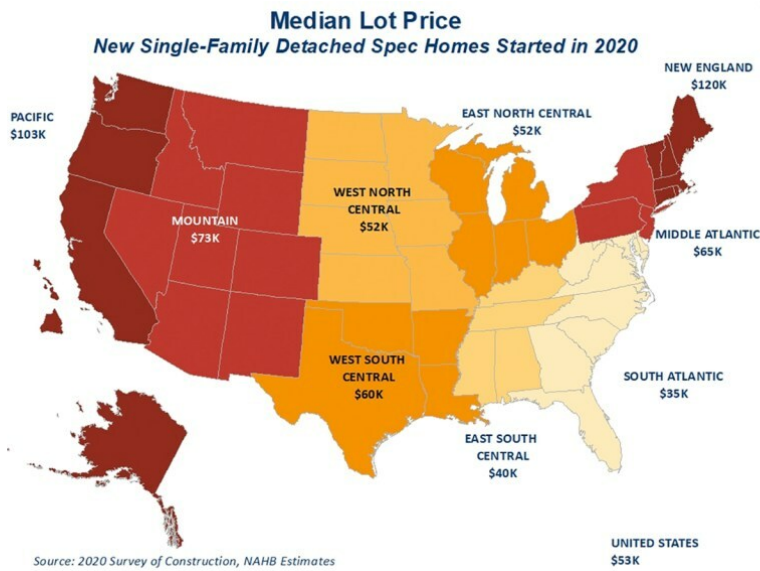 Median Lot Price
New Single-Family Detached Spec Homes Started in 2020
NEW ENGLAND
$120K
PACIFIC
$103K
EAST NORTH CENTRAL
$52K
WEST NORTH
CENTRAL
$52K
MOUNTAIN
$73K
MIDDLE ATLANTIC
$65K
WEST SOUTH
CENTRAL
$60K
SOUTH ATLANTIC
$35K
EAST SOUTH
CENTRAL
$40K
UNITED STATES
$53K
Source: 2020 Survey of Construction, NAHB Estimates